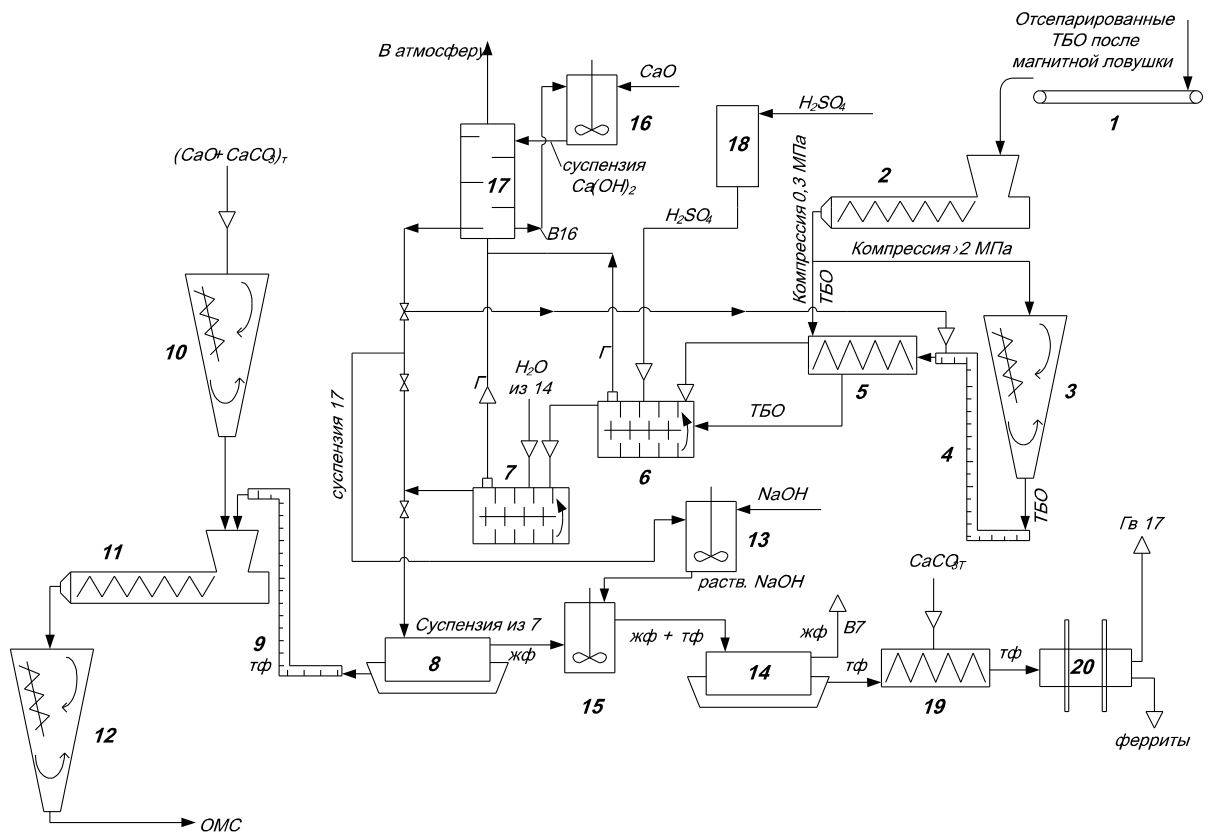 Отсепарированные
ТБО после
магнитной ловушки
1
В атмосферу
CaO
16
H2SO4
18
2
(CaO+CaCO3)т
17
суспензия
Ca(OH)2
В16
H2SO4
Компрессия 0,3 МПа
ТБО
Компрессия >2 МПа
10
Г
Г
H2O
из 14
5
3
ТБО
суспензия 17
7
6
4
ТБО
NaOH
13
Гв 17
11
раств. NaOH
CaCO3т
9
тф
Суспензия из 7
8
жф
жф + тф
жф
В7
14
тф
тф
20
15
19
12
ферриты
ОМС